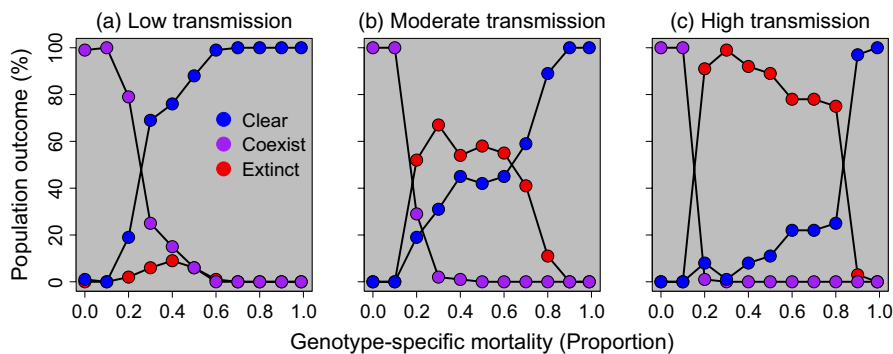 (a) Low transmission
(b) Moderate transmission
(c) High transmission
Population outcome (%)
100
80
60
40
20
0
Clear
Coexist
Extinct
0.0 0.2 0.4 0.6 0.8 1.0
0.0 0.2 0.4 0.6 0.8 1.0
0.0 0.2 0.4 0.6 0.8 1.0
Genotype-specific mortality (Proportion)